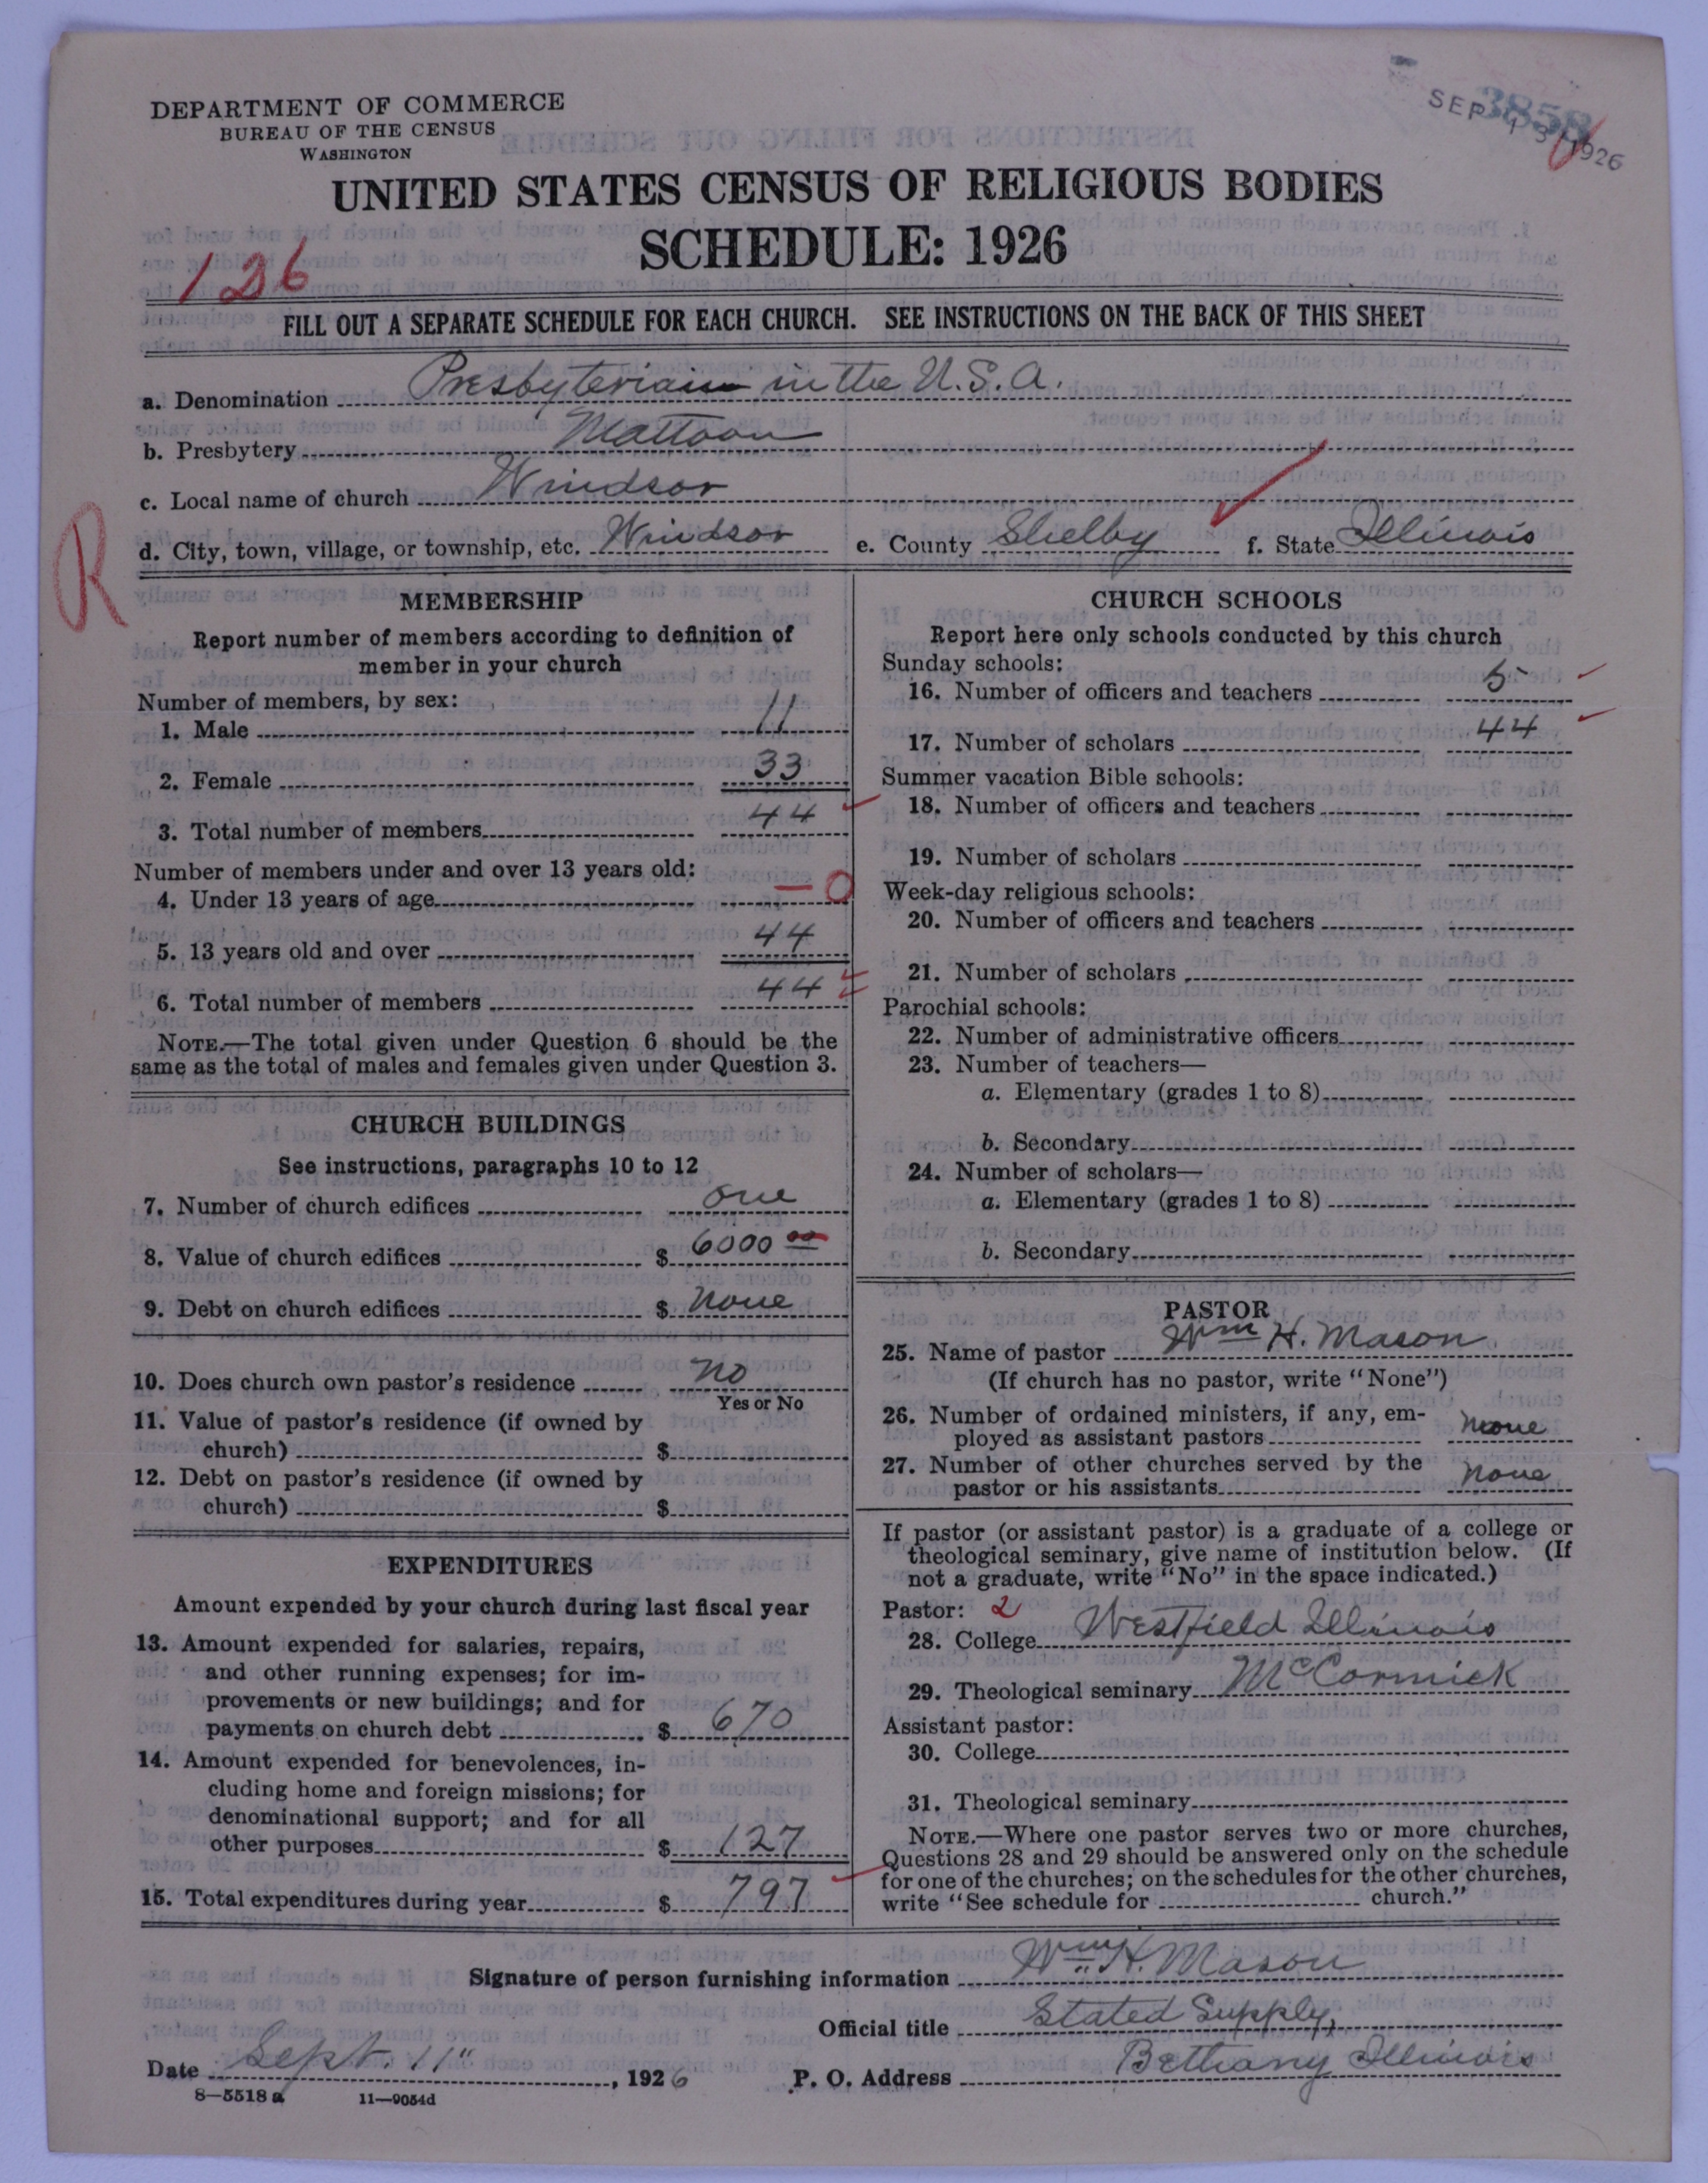 DEPARTMENT OF COMMERCE
BUREAU OF THE CENSUS
WASHINGTON
3858
SEP 13 1926
UNITED STATES CENSUS OF RELIGIOUS BODIES
SCHEDULE: 1926
126
FILL OUT A SEPARATE SCHEDULE FOR EACH CHURCH. SEE INSTRUCTIONS ON THE BACK OF THIS SHEET
a. Denomination Presbyterian in the U.S.A.
b. Presbytery Mattoon
c. Local name of church Windsor
d. City, town, village, or township, etc. Windsor e. County Shelby f. State Illinois
R
MEMBERSHIP
Report number of members according to definition of
member in your church
Number of members, by sex:
1. Male 11
2. Female 33
3. Total number of members 44
Number of members under and over 13 years old:
4. Under 13 years of age — 0
5. 13 years old and over 44
6. Total number of members 44
NOTE.—The total given under Question 6 should be the
same as the total of males and females given under Question 3.
CHURCH BUILDINGS
See instructions, paragraphs 10 to 12
7. Number of church edifices one
8. Value of church edifices $ 6000 00
9. Debt on church edifices $ none
10. Does church own pastor's residence no
Yes or No
11. Value of pastor's residence (if owned by
church) $
12. Debt on pastor's residence (if owned by
church) $
EXPENDITURES
Amount expended by your church during last fiscal year
13. Amount expended for salaries, repairs,
and other running expenses; for im-
provements or new buildings; and for
payments on church debt $ 670
14. Amount expended for benevolences, in-
cluding home and foreign missions; for
denominational support; and for all
other purposes $ 127
15. Total expenditures during year $ 797
CHURCH SCHOOLS
Report here only schools conducted by this church
Sunday schools:
16. Number of officers and teachers 5
17. Number of scholars 44
Summer vacation Bible schools:
18. Number of officers and teachers
19. Number of scholars
Week-day religious schools:
20. Number of officers and teachers
21. Number of scholars
Parochial schools:
22. Number of administrative officers
23. Number of teachers—
a. Elementary (grades 1 to 8)
b. Secondary
24. Number of scholars—
a. Elementary (grades 1 to 8)
b. Secondary
PASTOR
25. Name of pastor Wm H. Mason
(If church has no pastor, write "None")
26. Number of ordained ministers, if any, em-
ployed as assistant pastors none
27. Number of other churches served by the
pastor or his assistants none
If pastor (or assistant pastor) is a graduate of a college or
theological seminary, give name of institution below. (If
not a graduate, write "No" in the space indicated.)
Pastor: 2
28. College Westfield Illinois
29. Theological seminary McCormick
Assistant pastor:
30. College
31. Theological seminary
NOTE.—Where one pastor serves two or more churches,
Questions 28 and 29 should be answered only on the schedule
for one of the churches; on the schedules for the other churches,
write "See schedule for church."
Signature of person furnishing information Wm H. Mason
Official title Stated Supply,
Date Sept. 11", 1926 P. O. Address Bethany Illinois
8—5518 a 11—9054d